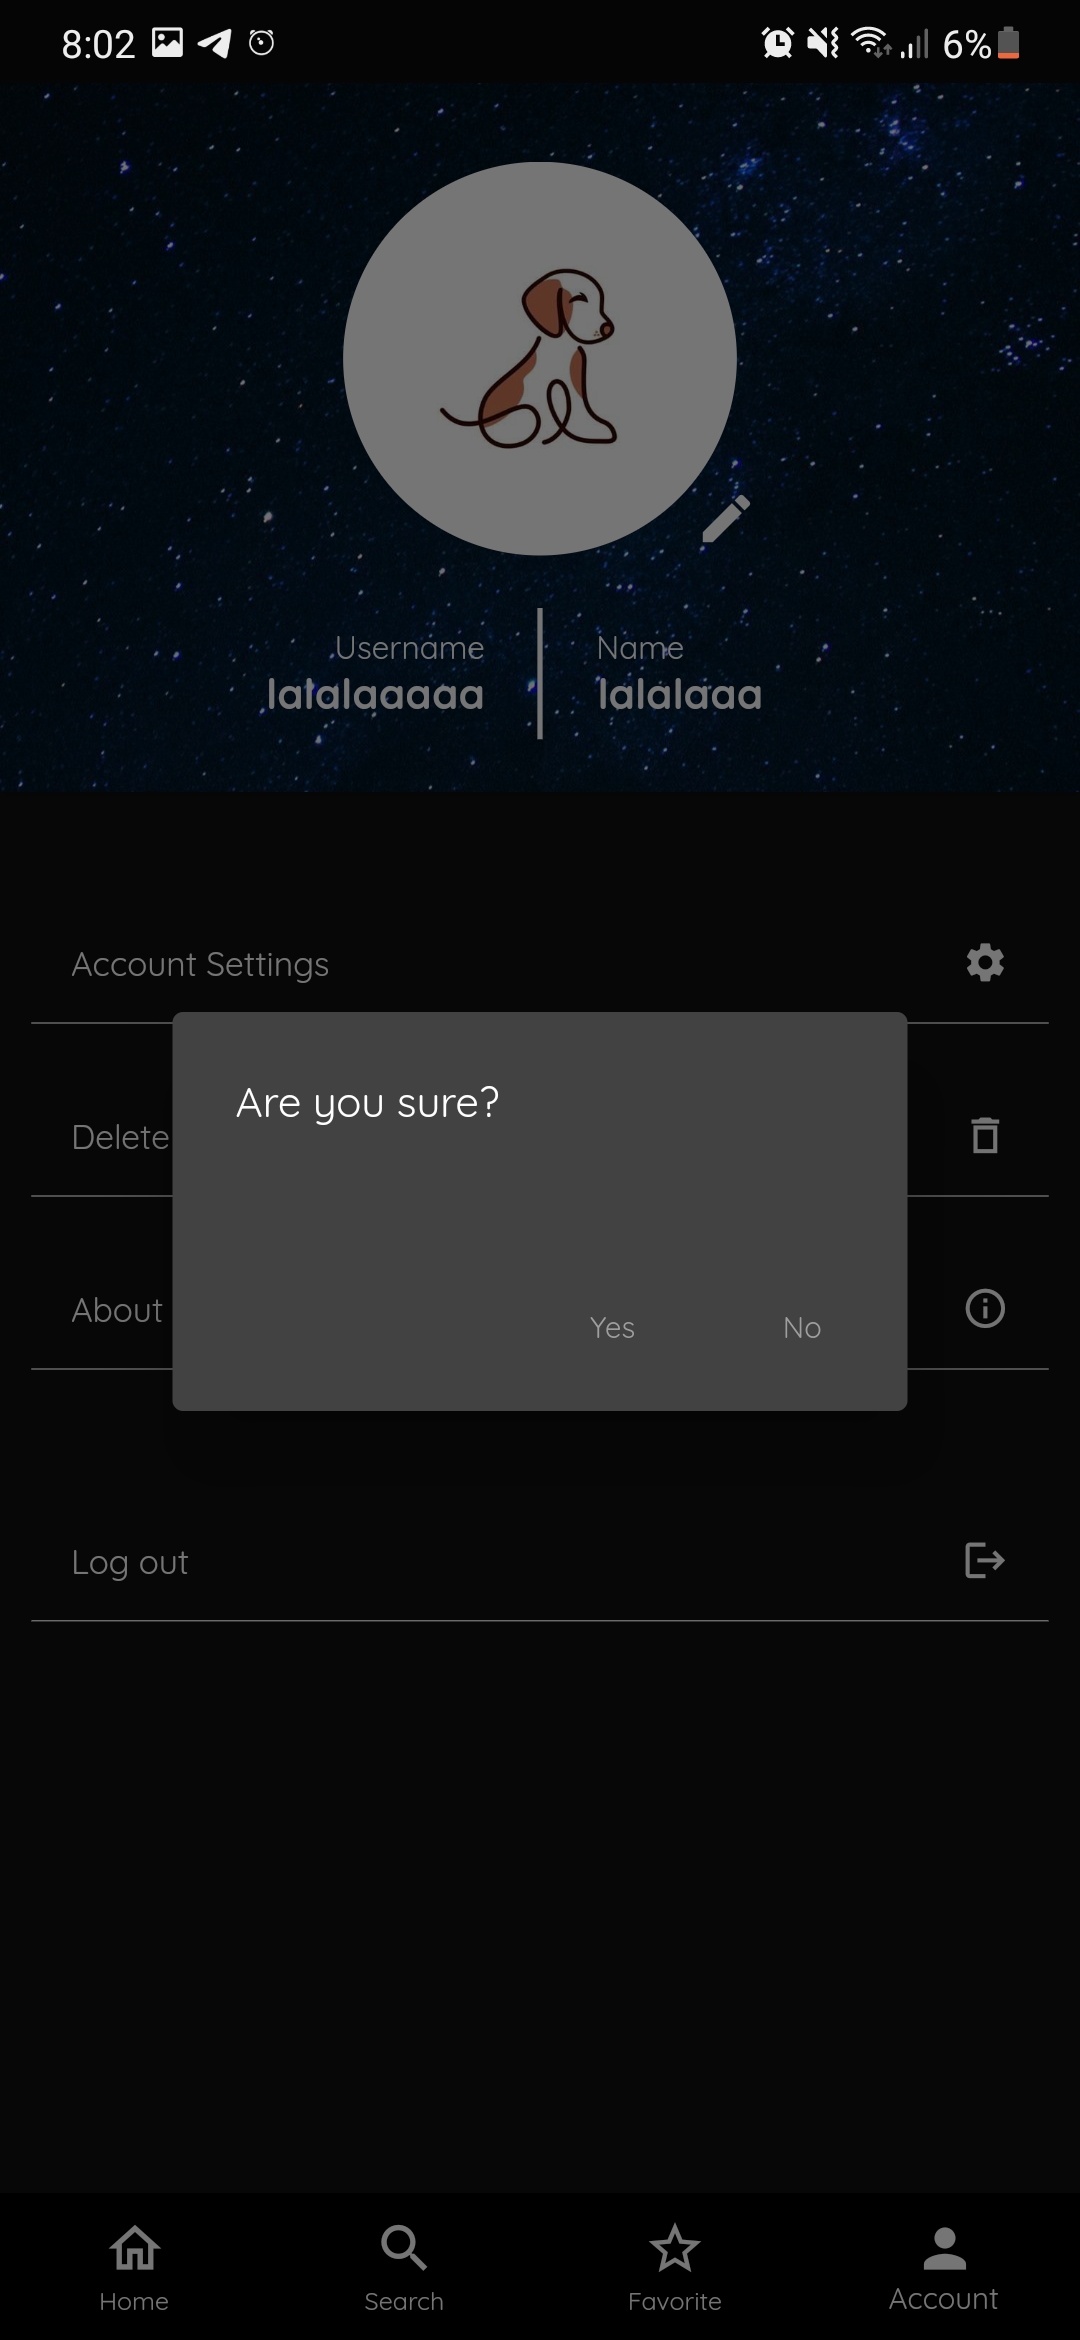 8:02 6%
Username Name
lalalaaaaa lalalaaa
Account Settings
Are you sure?
Delete
About
Yes No
Log out
Home Search Favorite Account